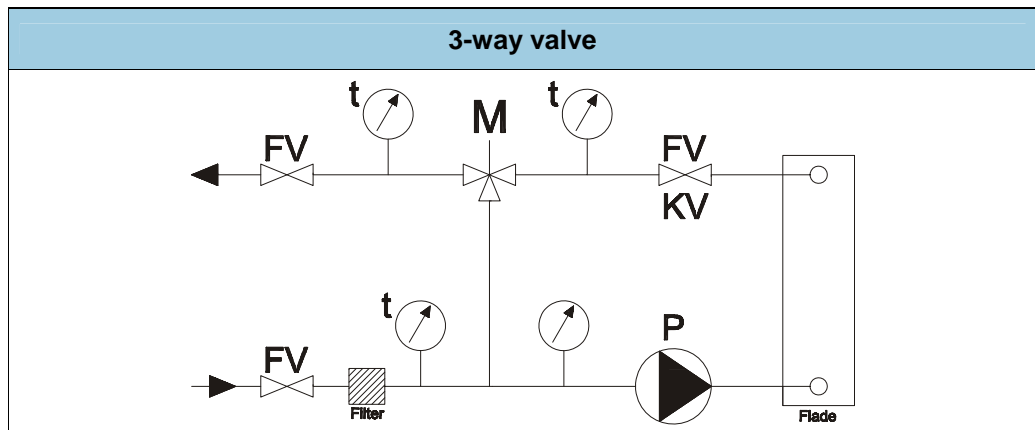 3-way valve
t t
M
FV FV
KV
t
P
FV
Filter
Flade